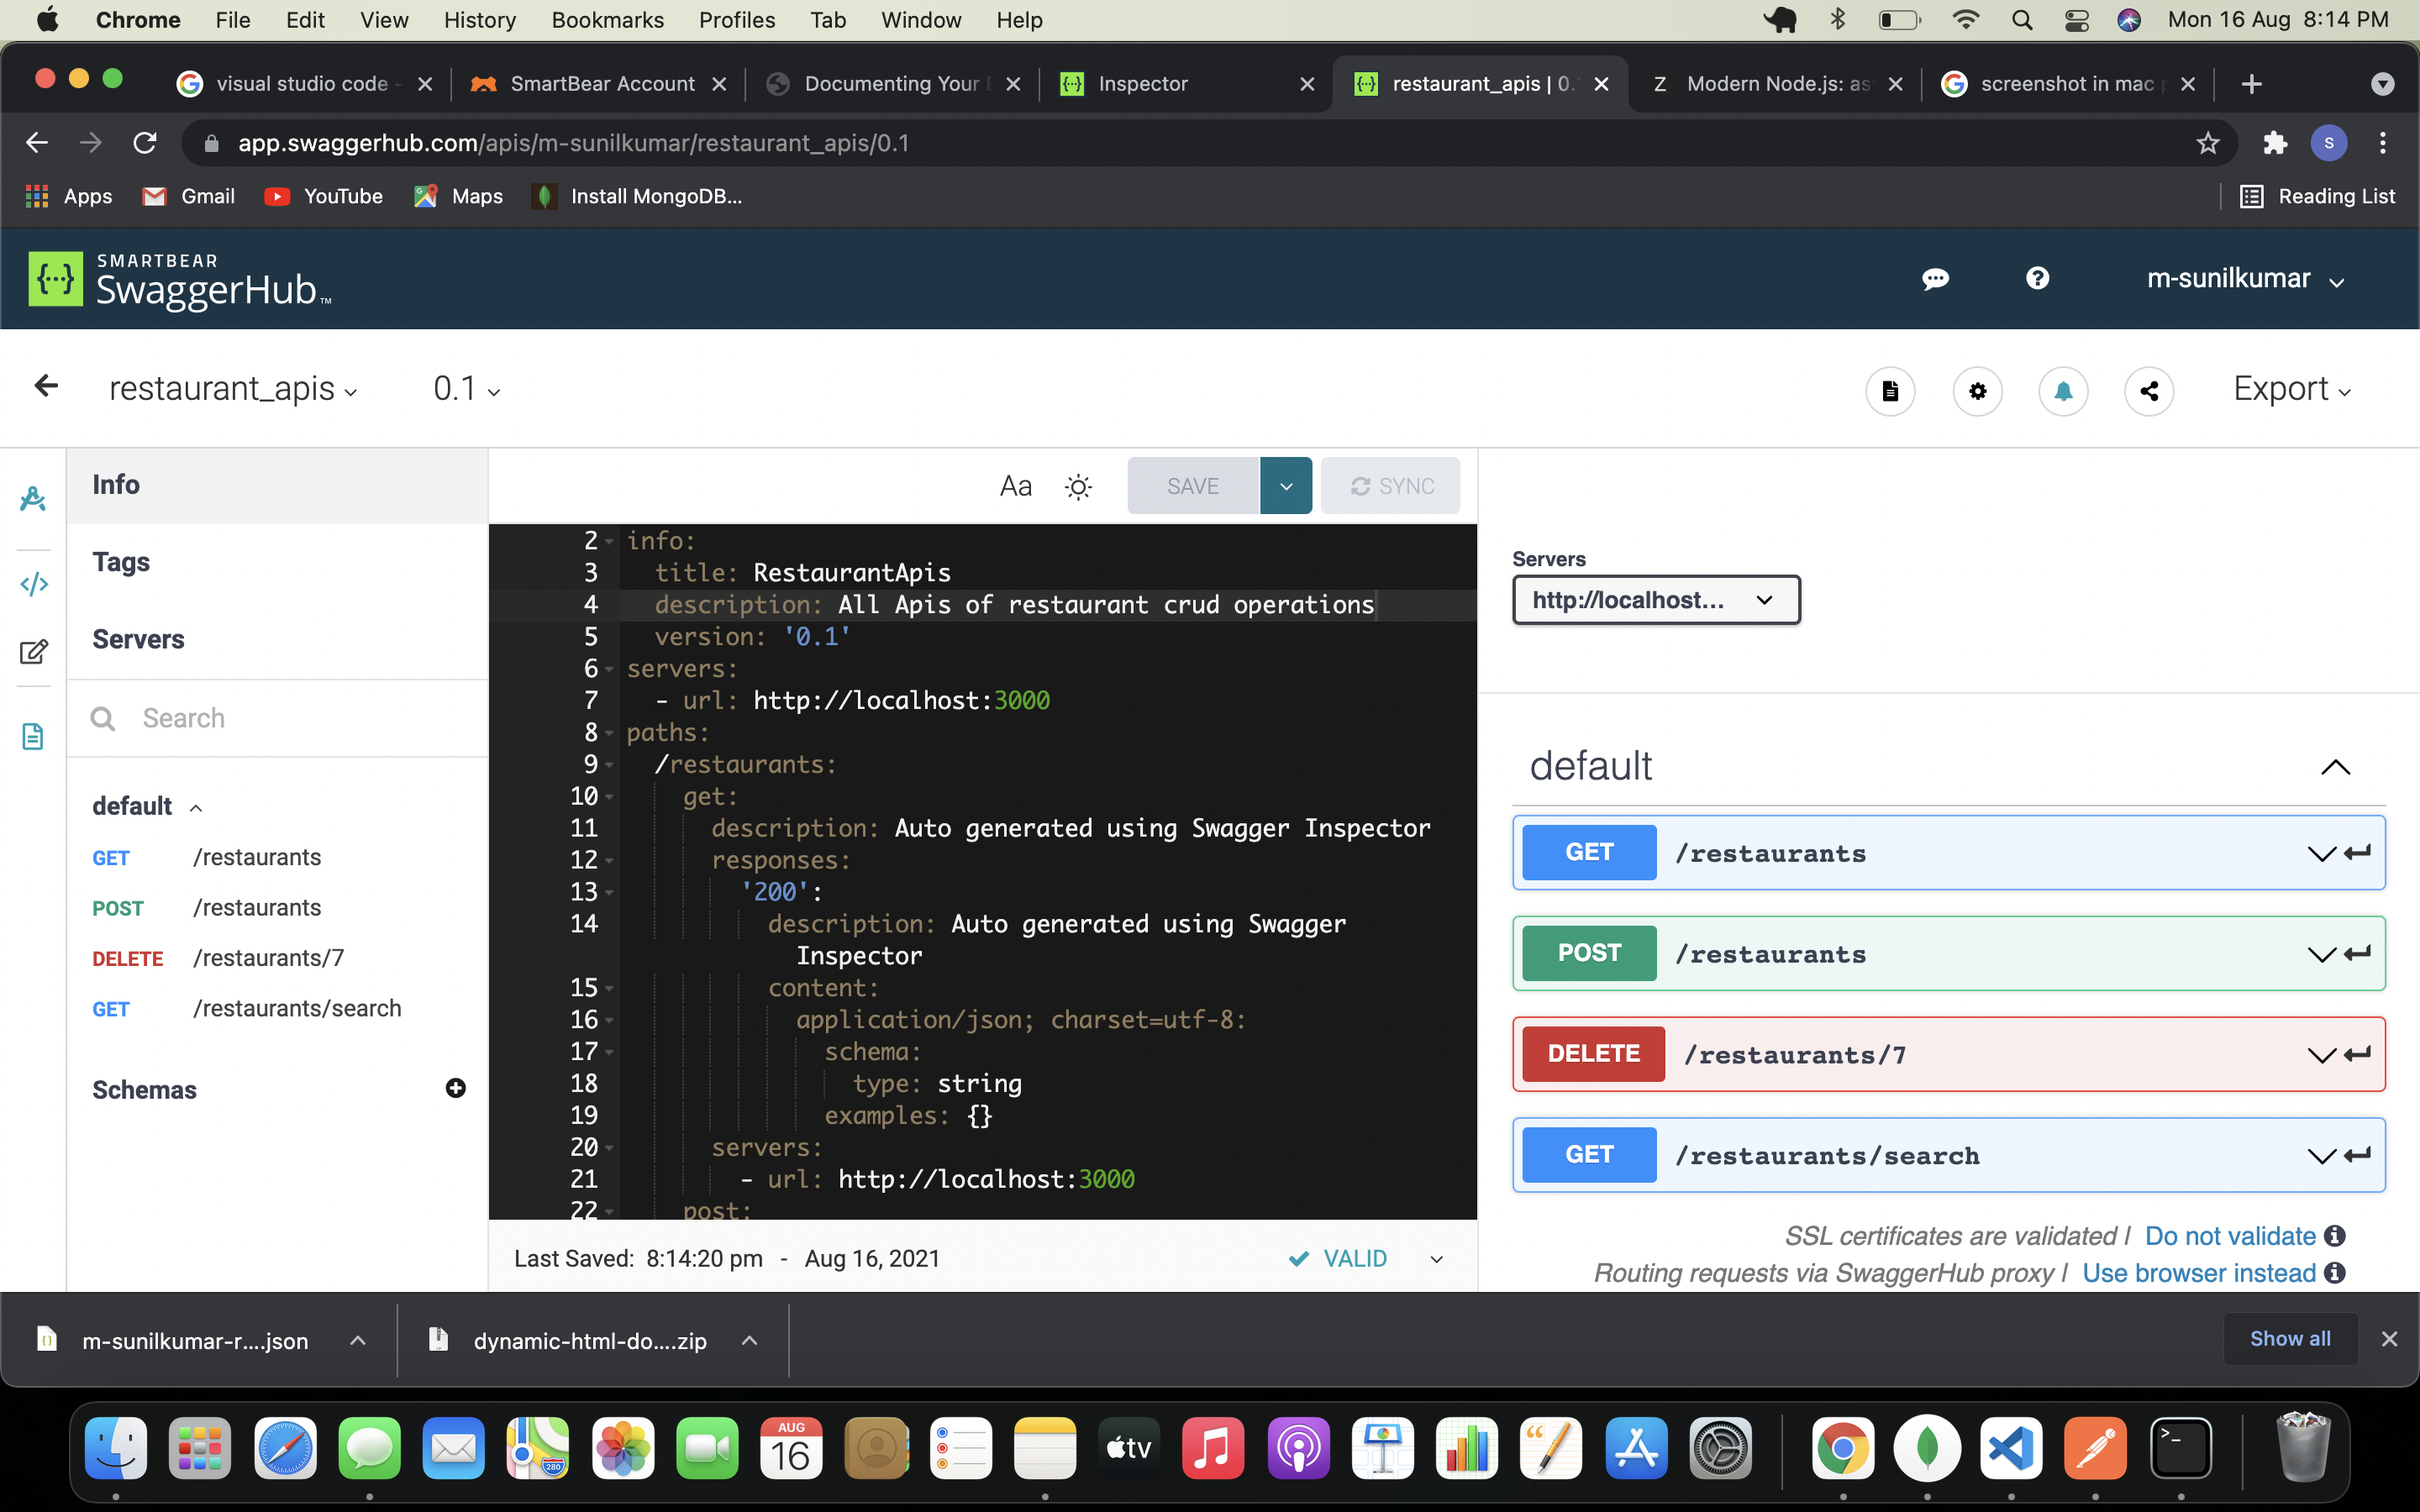 Chrome File Edit View History Bookmarks Profiles Tab Window Help Mon 16 Aug 8:14 PM
visual studio code - SmartBear Account Documenting Your Inspector restaurant_apis | 0. Modern Node.js: as screenshot in mac
app.swaggerhub.com/apis/m-sunilkumar/restaurant_apis/0.1 S
Apps Gmail YouTube Maps Install MongoDB... Reading List
{···} SMARTBEAR
SwaggerHub™
m-sunilkumar
restaurant_apis 0.1 Export
Info
Tags
Servers
Search
default
GET /restaurants
POST /restaurants
DELETE /restaurants/7
GET /restaurants/search
Schemas
Aa SAVE SYNC
2 info:
3 title: RestaurantApis
4 description: All Apis of restaurant crud operations
5 version: '0.1'
6 servers:
7 - url: http://localhost:3000
8 paths:
9 /restaurants:
10 get:
11 description: Auto generated using Swagger Inspector
12 responses:
13 '200':
14 description: Auto generated using Swagger
Inspector
15 content:
16 application/json; charset=utf-8:
17 schema:
18 type: string
19 examples: {}
20 servers:
21 - url: http://localhost:3000
22 post:
Last Saved: 8:14:20 pm - Aug 16, 2021 VALID
Servers
http://localhost...
default
GET /restaurants
POST /restaurants
DELETE /restaurants/7
GET /restaurants/search
SSL certificates are validated / Do not validate
Routing requests via SwaggerHub proxy / Use browser instead
m-sunilkumar-r....json dynamic-html-do....zip Show all
280 AUG
16 tv